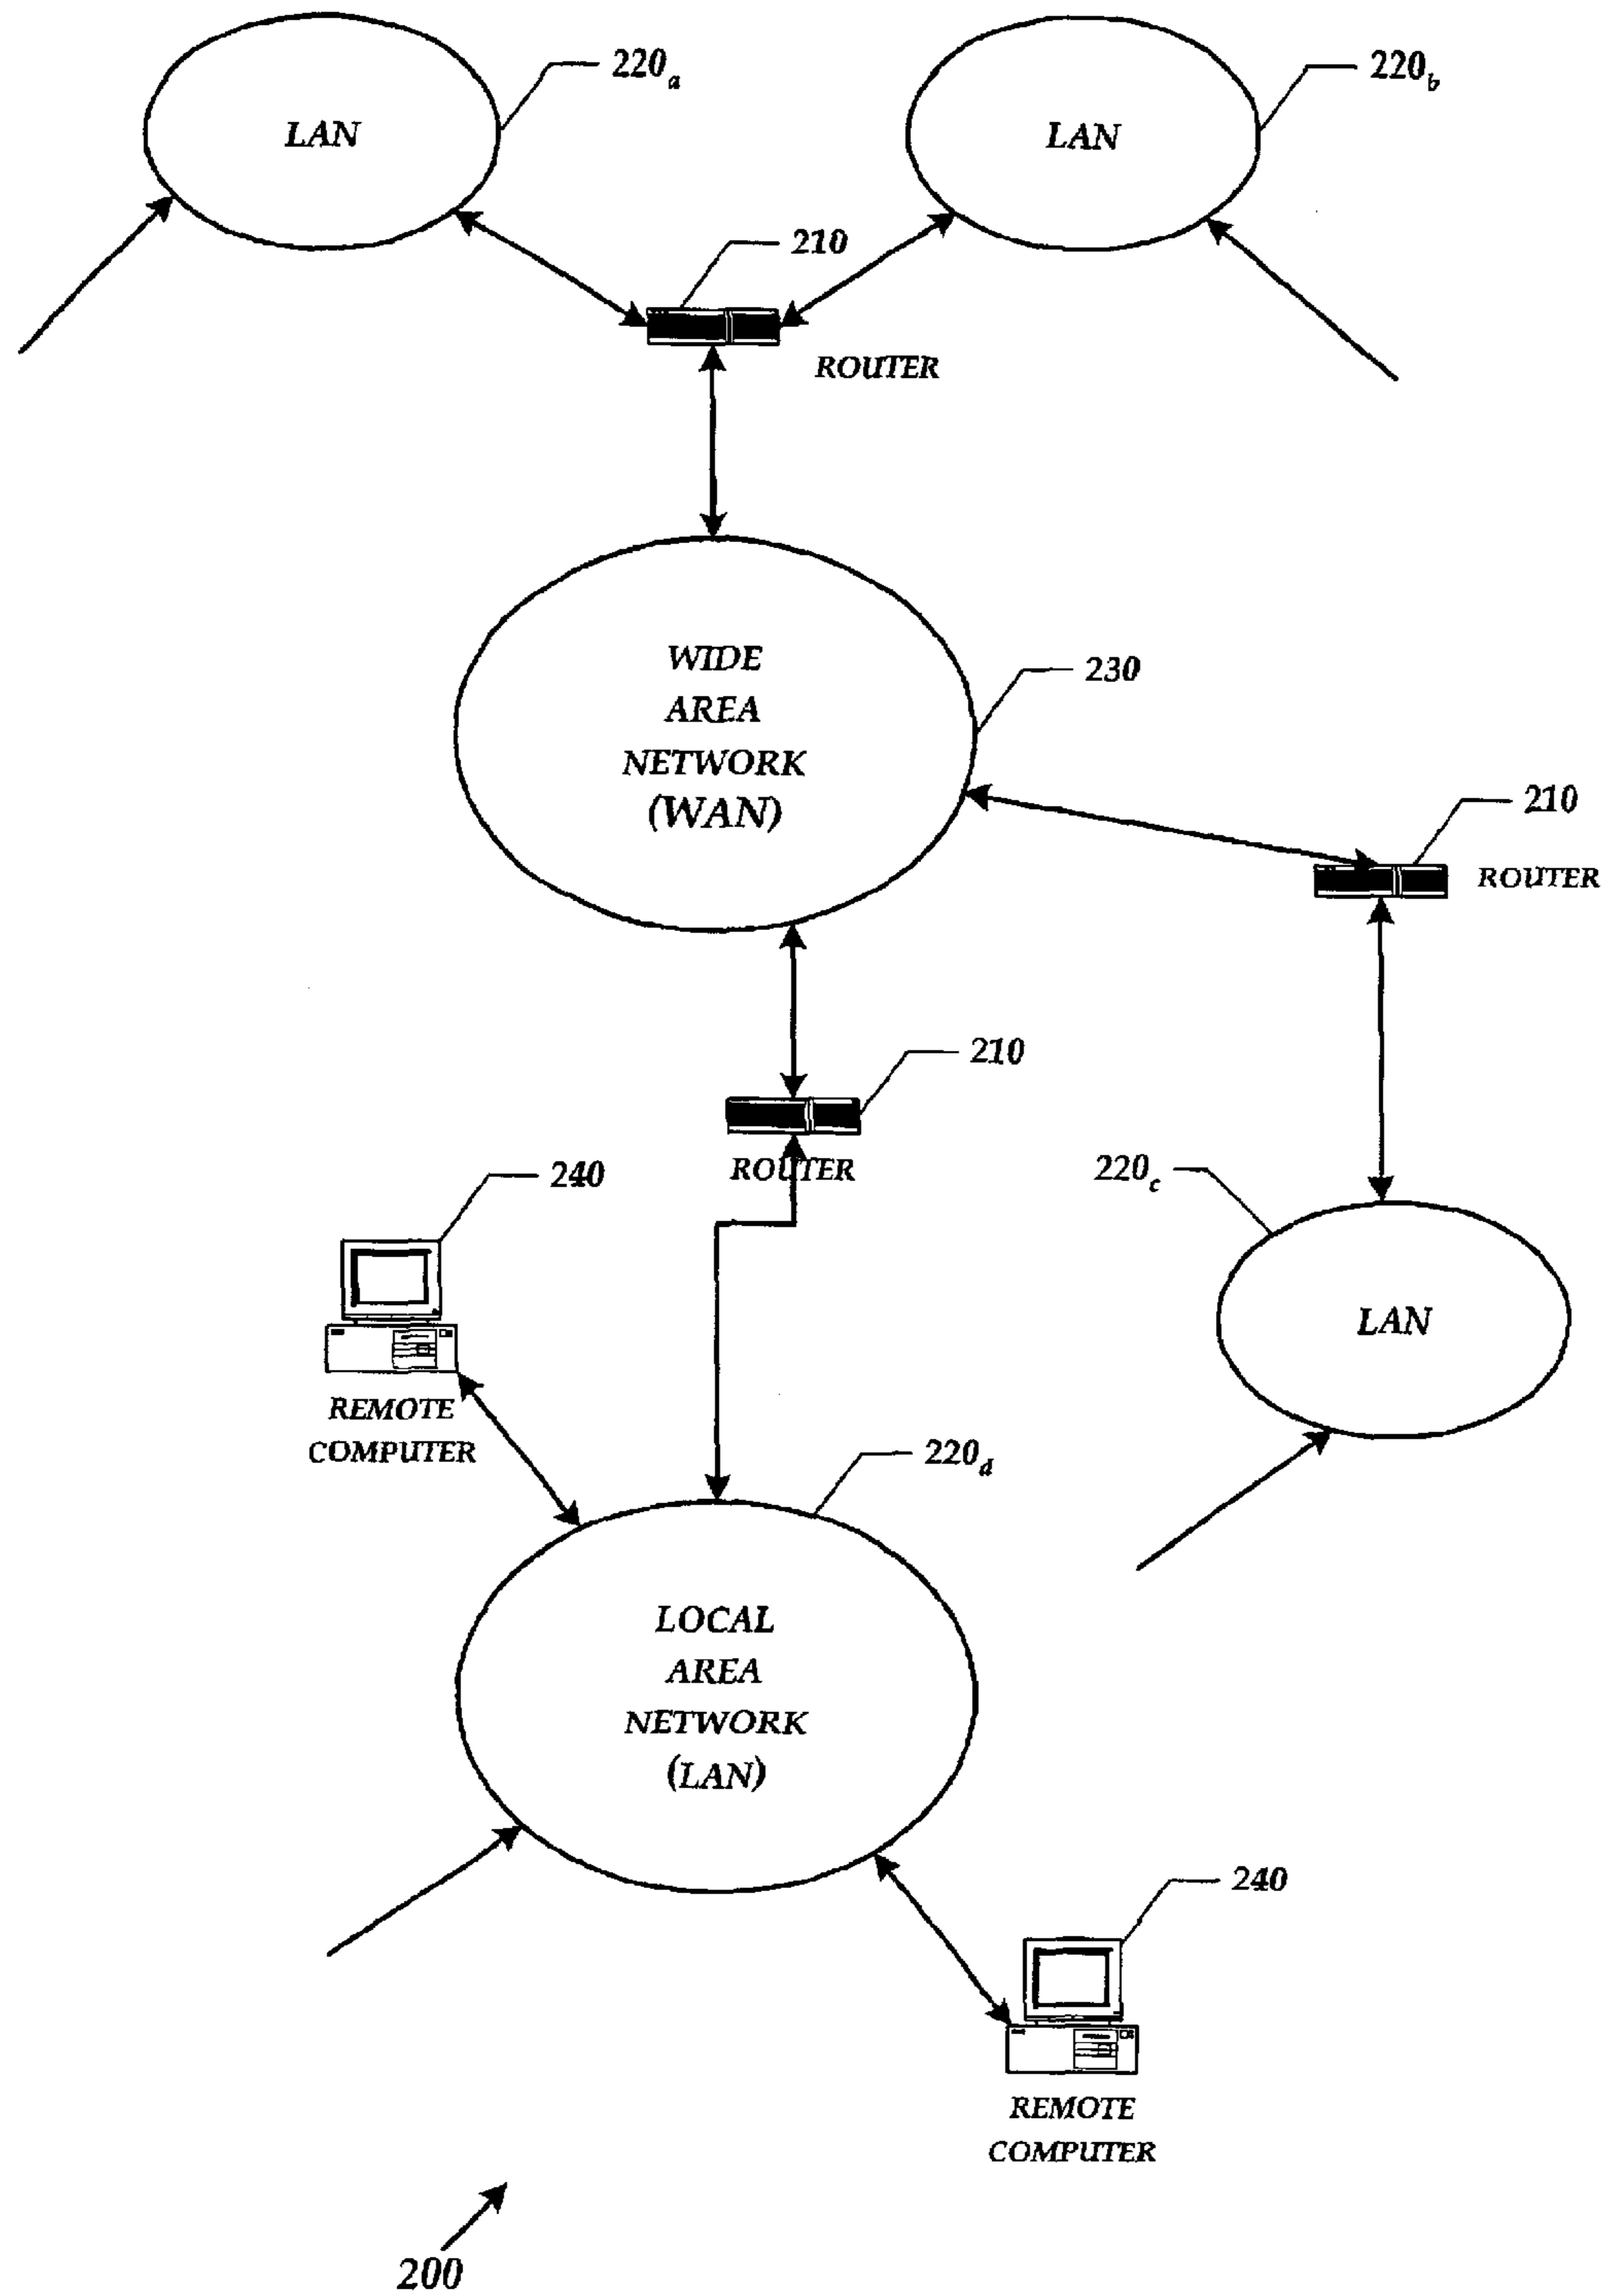 220a
220b
LAN
LAN
210
ROUTER
WIDE
AREA
NETWORK
(WAN)
230
210
ROUTER
210
ROUTER
240
220c
LAN
REMOTE
COMPUTER
220d
LOCAL
AREA
NETWORK
(LAN)
240
REMOTE
COMPUTER
200